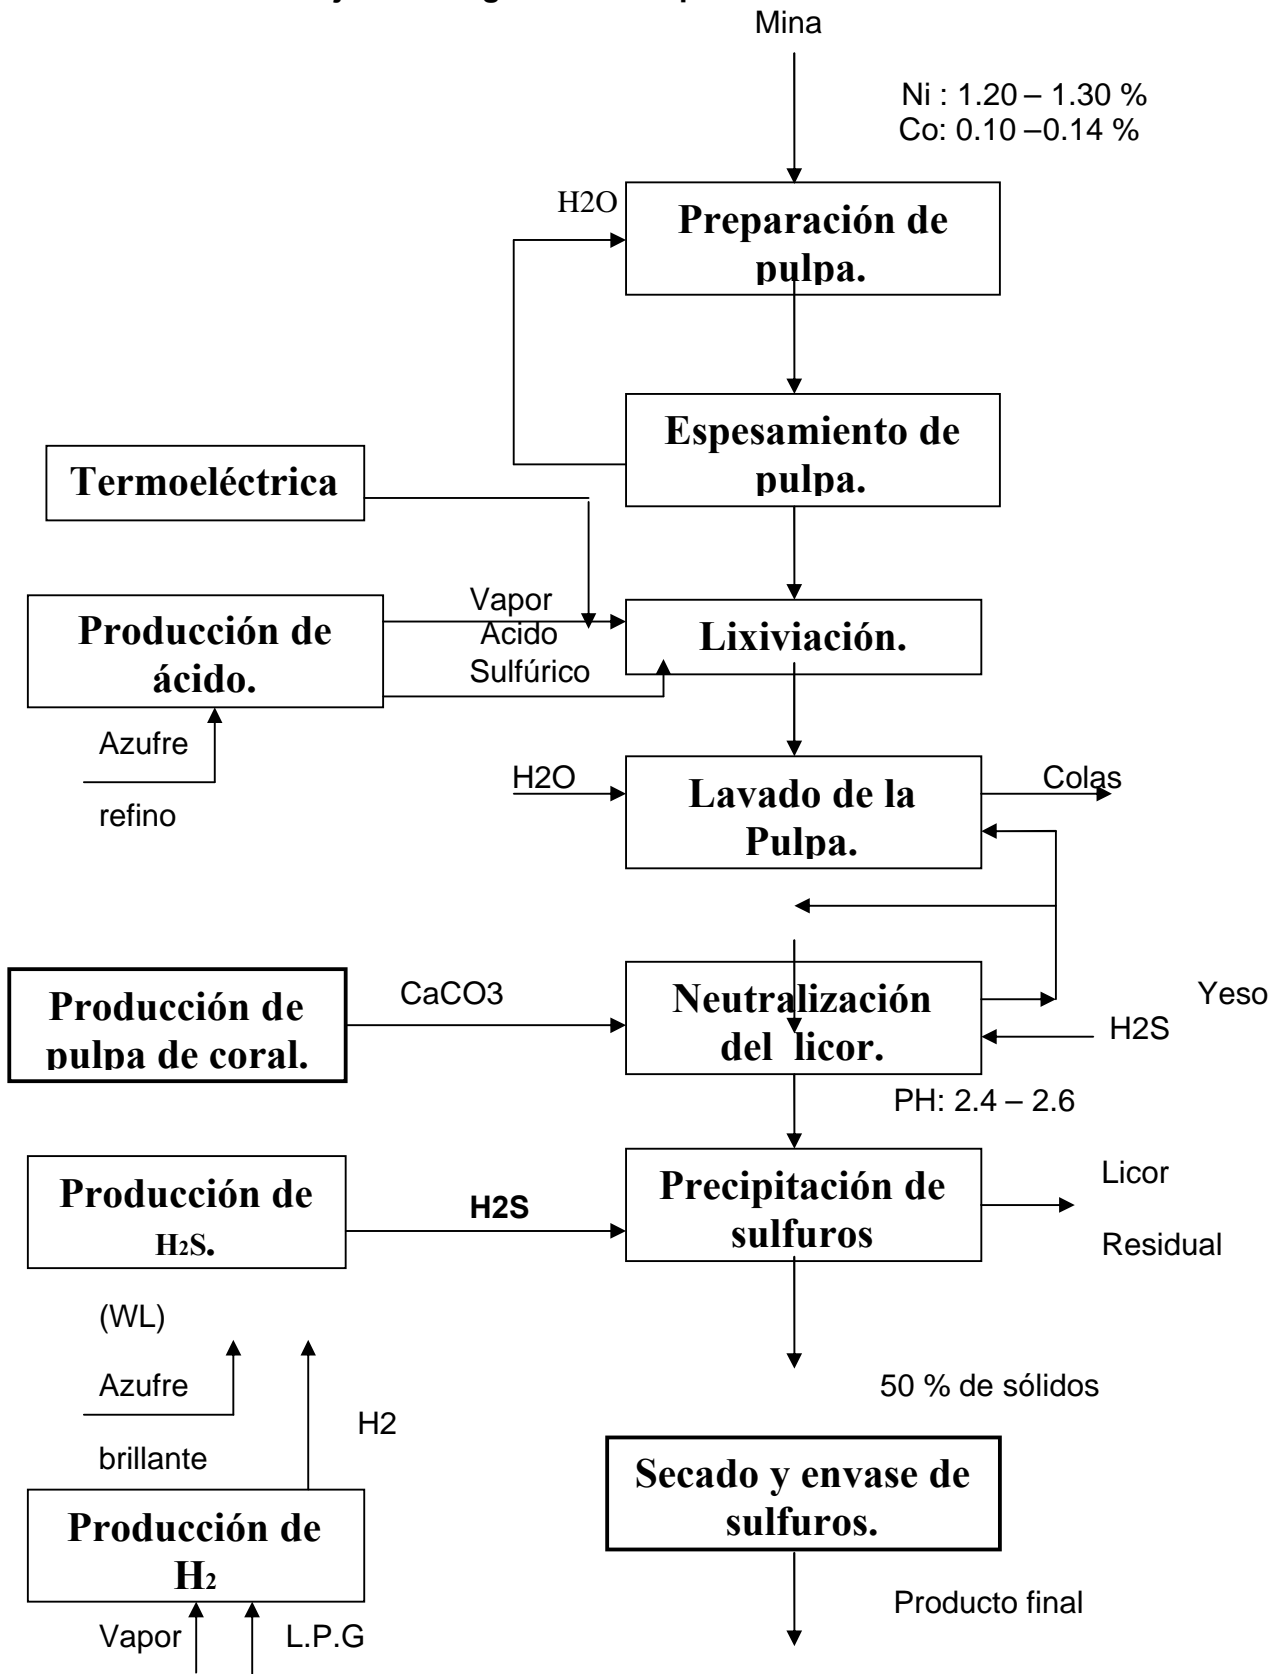 Mina
Ni : 1.20 – 1.30 %
Co: 0.10 –0.14 %
H2O
Preparación de
pulpa.
Espesamiento de
pulpa.
Termoeléctrica
Vapor
Producción de
ácido.
Acido
Sulfúrico
Lixiviación.
Azufre
refino
H2O
Lavado de la
Pulpa.
Colas
Producción de
pulpa de coral.
CaCO3
Neutralización
del licor.
Yeso
H2S
PH: 2.4 – 2.6
Producción de
H2S.
H2S
Precipitación de
sulfuros
Licor
Residual
(WL)
Azufre
brillante
H2
50 % de sólidos
Secado y envase de
sulfuros.
Producción de
H2
Producto final
Vapor
L.P.G